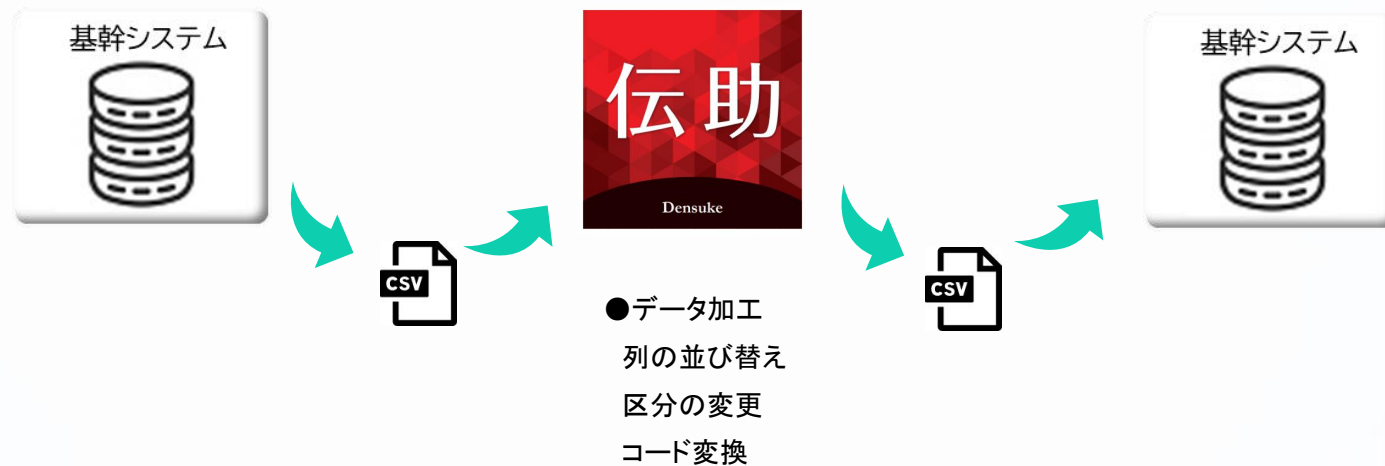 基幹システム
伝助
Densuke
基幹システム
CSV
CSV
●データ加工
列の並び替え
区分の変更
コード変換